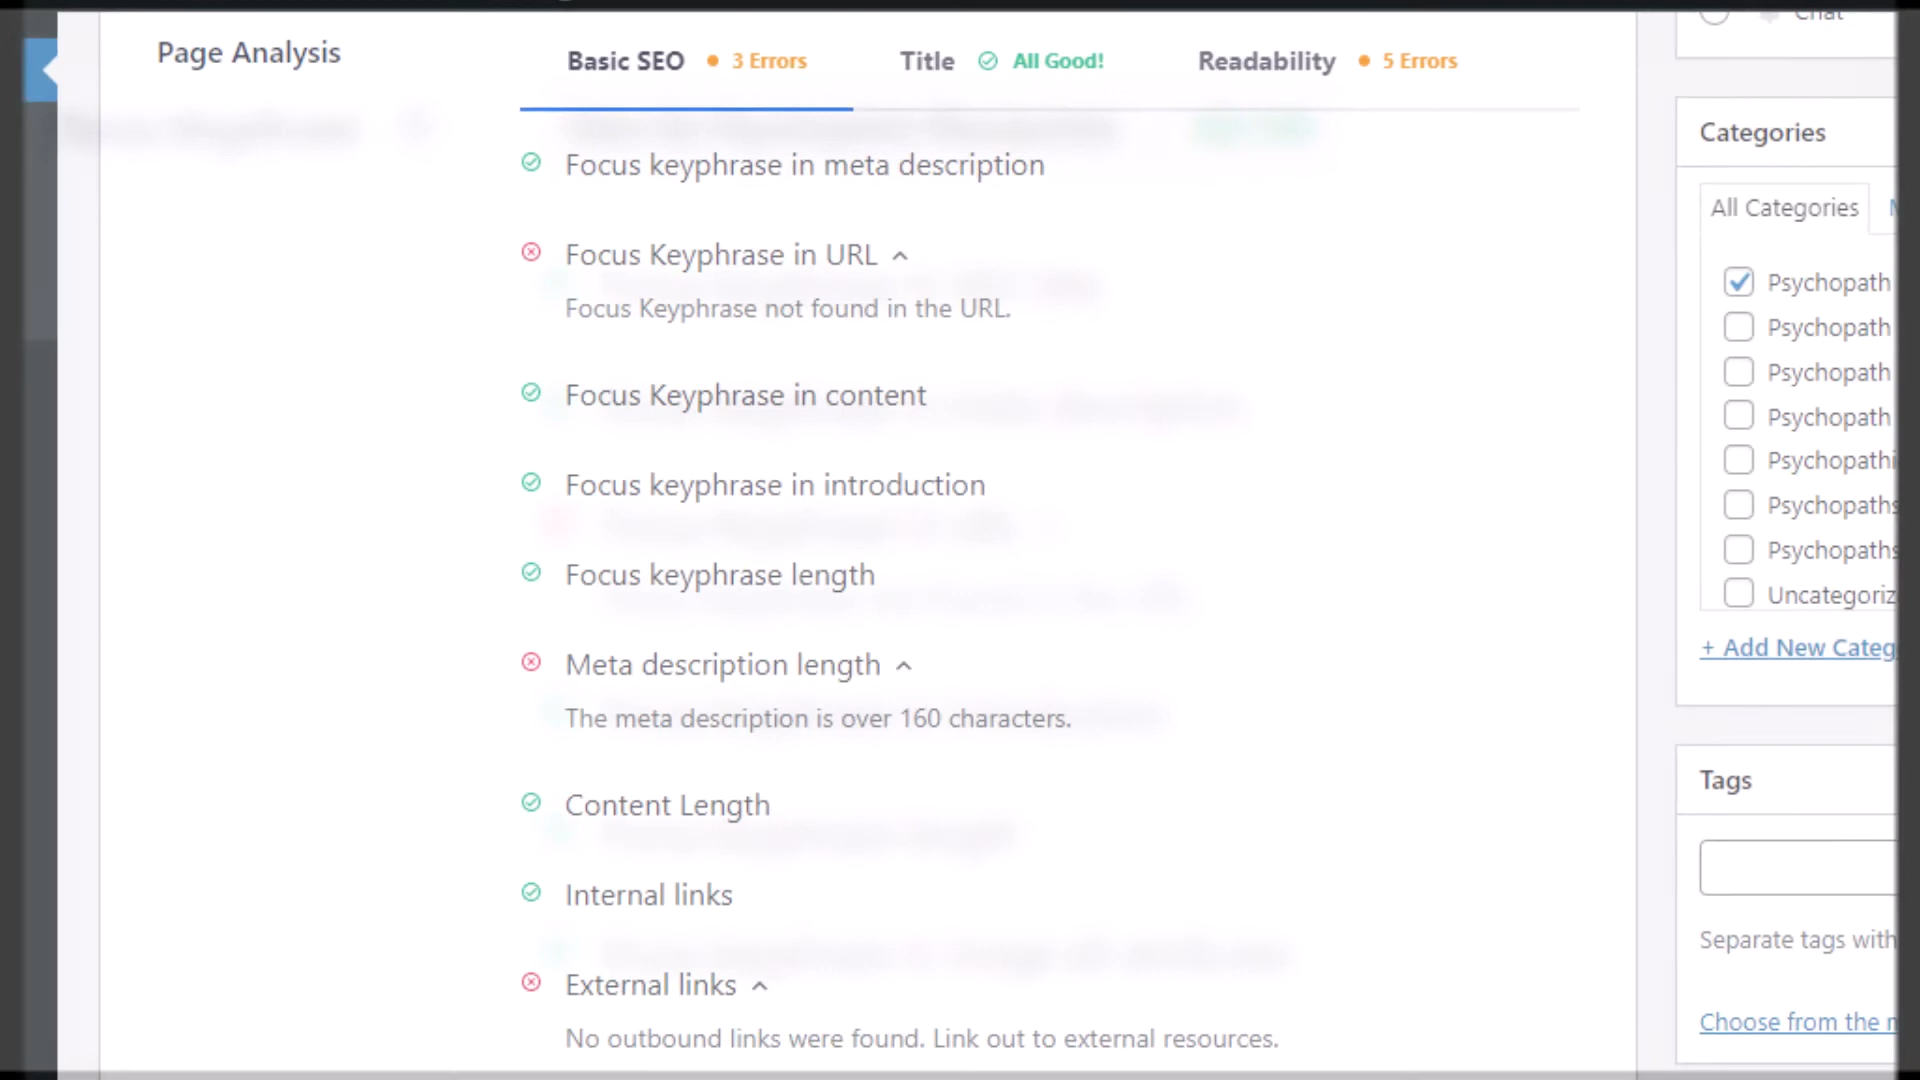 Page Analysis
Basic SEO 3 Errors Title All Good! Readability 5 Errors
Focus keyphrase in meta description
Focus Keyphrase in URL
Focus Keyphrase not found in the URL.
Focus Keyphrase in content
Focus keyphrase in introduction
Focus keyphrase length
Meta description length
The meta description is over 160 characters.
Content Length
Internal links
External links
No outbound links were found. Link out to external resources.
Chat
Categories
All Categories
Psychopath
Psychopath
Psychopath
Psychopath
Psychopathi
Psychopaths
Psychopaths
Uncategoriz
+ Add New Categ
Tags
Separate tags with
Choose from the